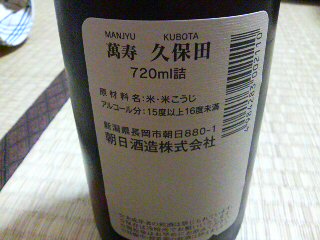 MANJYU KUBOTA
萬寿 久保田
720ml詰
原材料名:米・米こうじ
アルコール分:15度以上16度未満
新潟県長岡市朝日880-1
朝日酒造株式会社
4 984283 002110